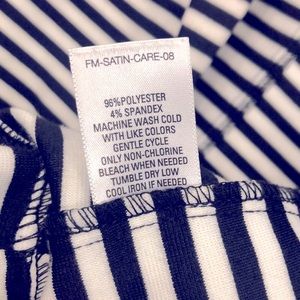 FM-SATIN-CARE-08
96%POLYESTER
4% SPANDEX
MACHINE WASH COLD
WITH LIKE COLORS
GENTLE CYCLE
ONLY NON-CHLORINE
BLEACH WHEN NEEDED
TUMBLE DRY LOW
COOL IRON IF NEEDED